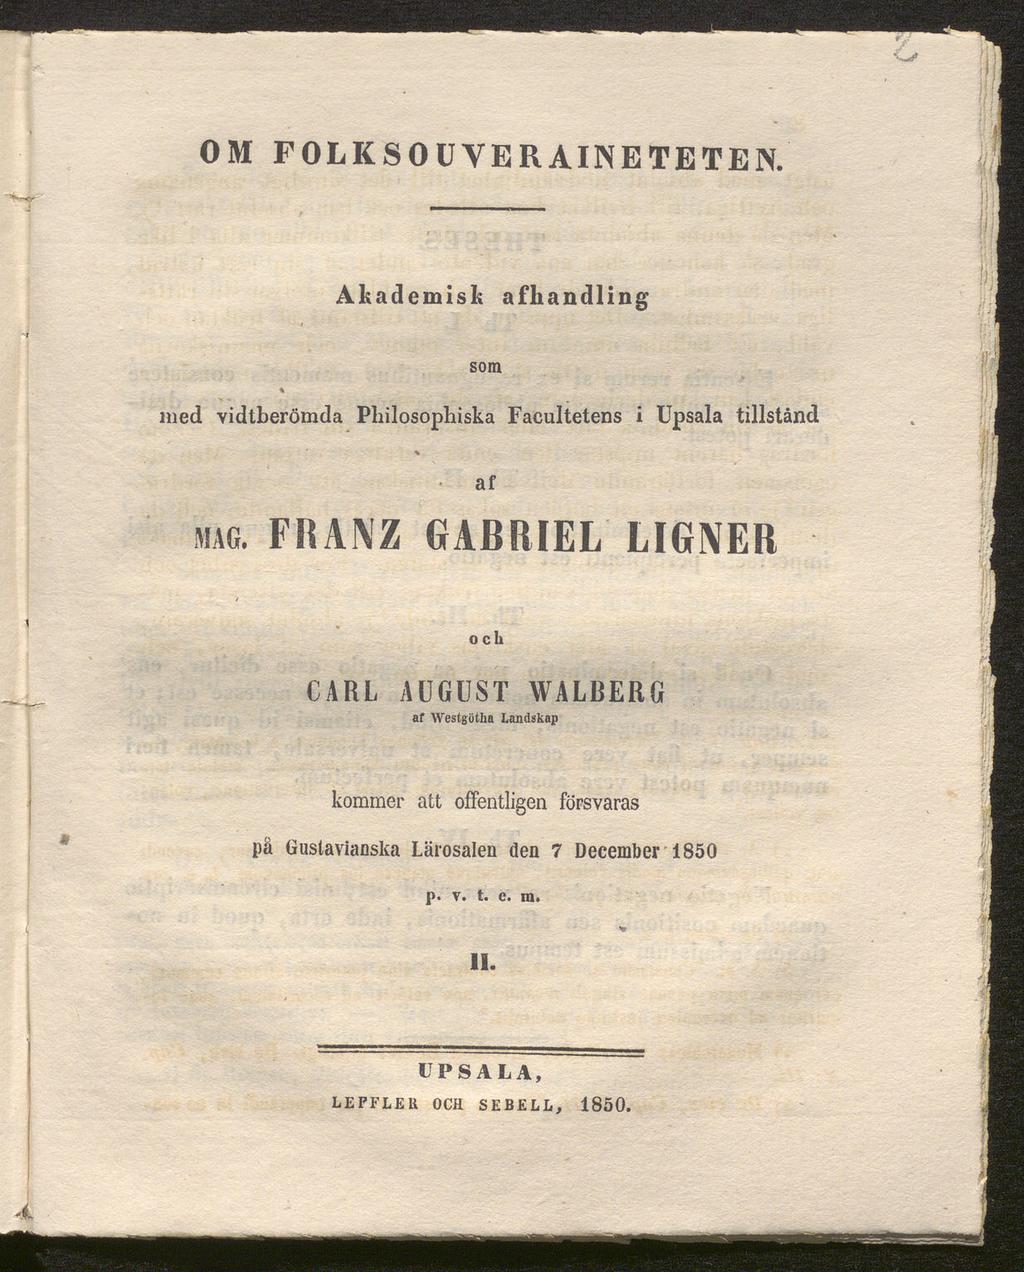 2
OM FOLKSOUVERAINETETEN.
Akademisk afhandling
som
med vidtberömda Philosophiska Facultetens i Upsala tillstånd
af
MAG. FRANZ GABRIEL LIGNER
och
CARL AUGUST WALBERG
af Westgötha Landskap
kommer att offentligen försvaras
på Gustavianska Lärosalen den 7 December 1850
p. v. t. e. m.
II.
UPSALA,
LEFFLER OCH SEBELL, 1850.